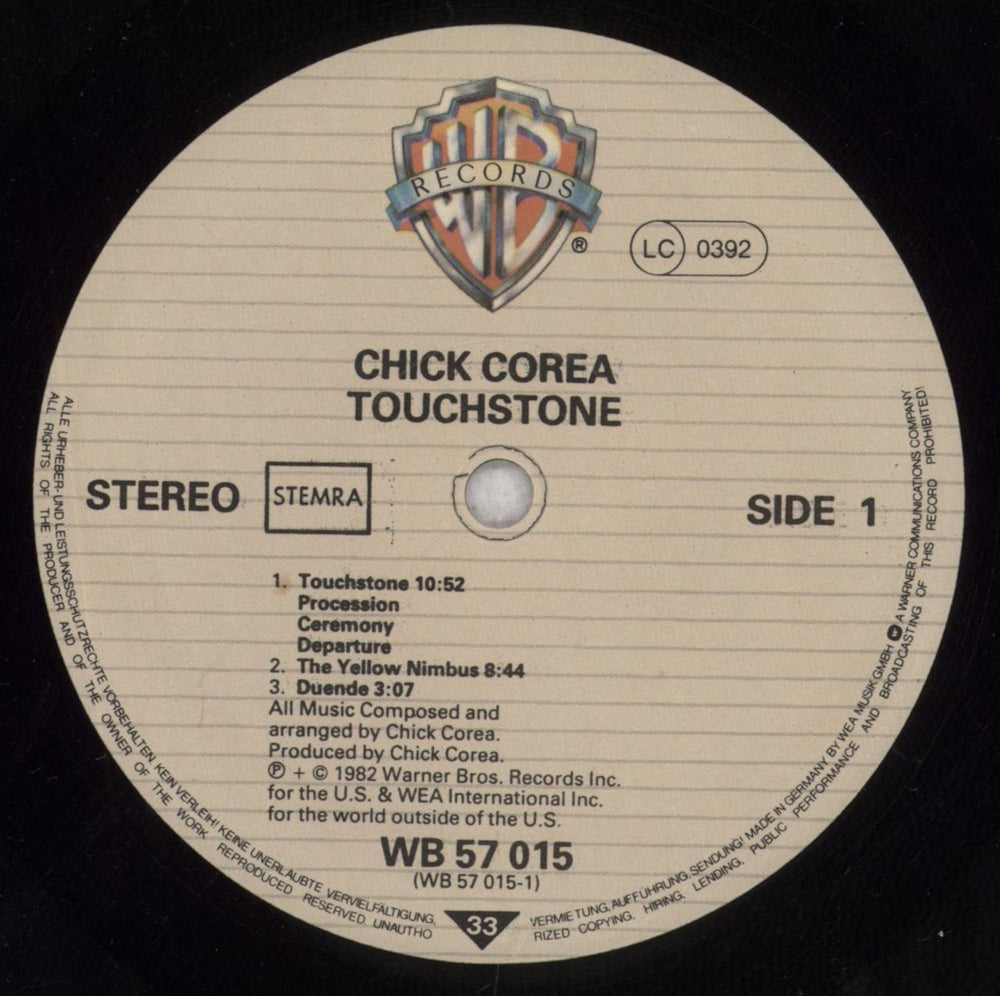 WB
RECORDS
®
LC 0392
CHICK COREA
TOUCHSTONE
STEREO
STEMRA
SIDE 1
1. Touchstone 10:52
Procession
Ceremony
Departure
2. The Yellow Nimbus 8:44
3. Duende 3:07
All Music Composed and
arranged by Chick Corea.
Produced by Chick Corea.
℗ + © 1982 Warner Bros. Records Inc.
for the U.S. & WEA International Inc.
for the world outside of the U.S.
WB 57 015
(WB 57 015-1)
33
ALLE URHEBER- UND LEISTUNGSSCHUTZRECHTE VORBEHALTEN KEIN VERLEIH! KEINE UNERLAUBTE VERVIELFÄLTIGUNG, VERMIETUNG, AUFFÜHRUNG, SENDUNG! MADE IN GERMANY BY WEA MUSIK GMBH A WARNER COMMUNICATIONS COMPANY
ALL RIGHTS OF THE PRODUCER AND OF THE OWNER OF THE WORK REPRODUCED RESERVED UNAUTHORIZED COPYING, HIRING, LENDING, PUBLIC PERFORMANCE AND BROADCASTING OF THIS RECORD PROHIBITED!